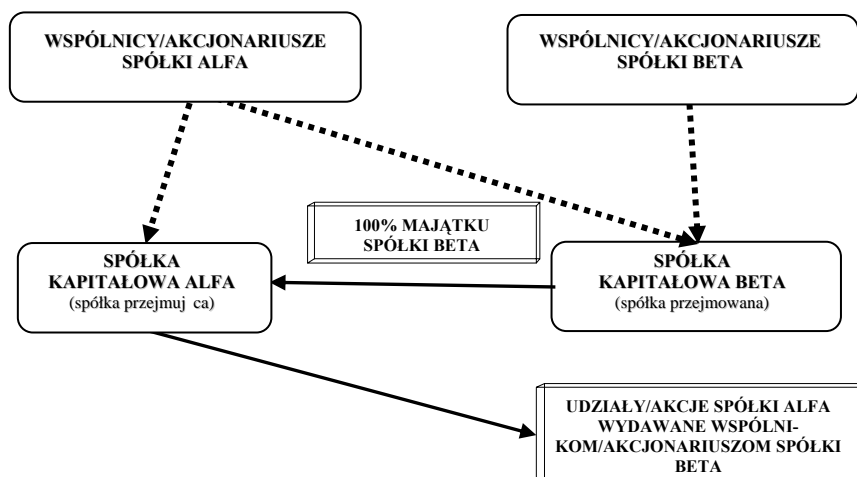 WSPÓLNICY/AKCJONARIUSZE
SPÓŁKI ALFA
WSPÓLNICY/AKCJONARIUSZE
SPÓŁKI BETA
100% MAJĄTKU
SPÓŁKI BETA
SPÓŁKA
KAPITAŁOWA ALFA
(spółka przejmuj ca)
SPÓŁKA
KAPITAŁOWA BETA
(spółka przejmowana)
UDZIAŁY/AKCJE SPÓŁKI ALFA
WYDAWANE WSPÓLNI-
KOM/AKCJONARIUSZOM SPÓŁKI
BETA